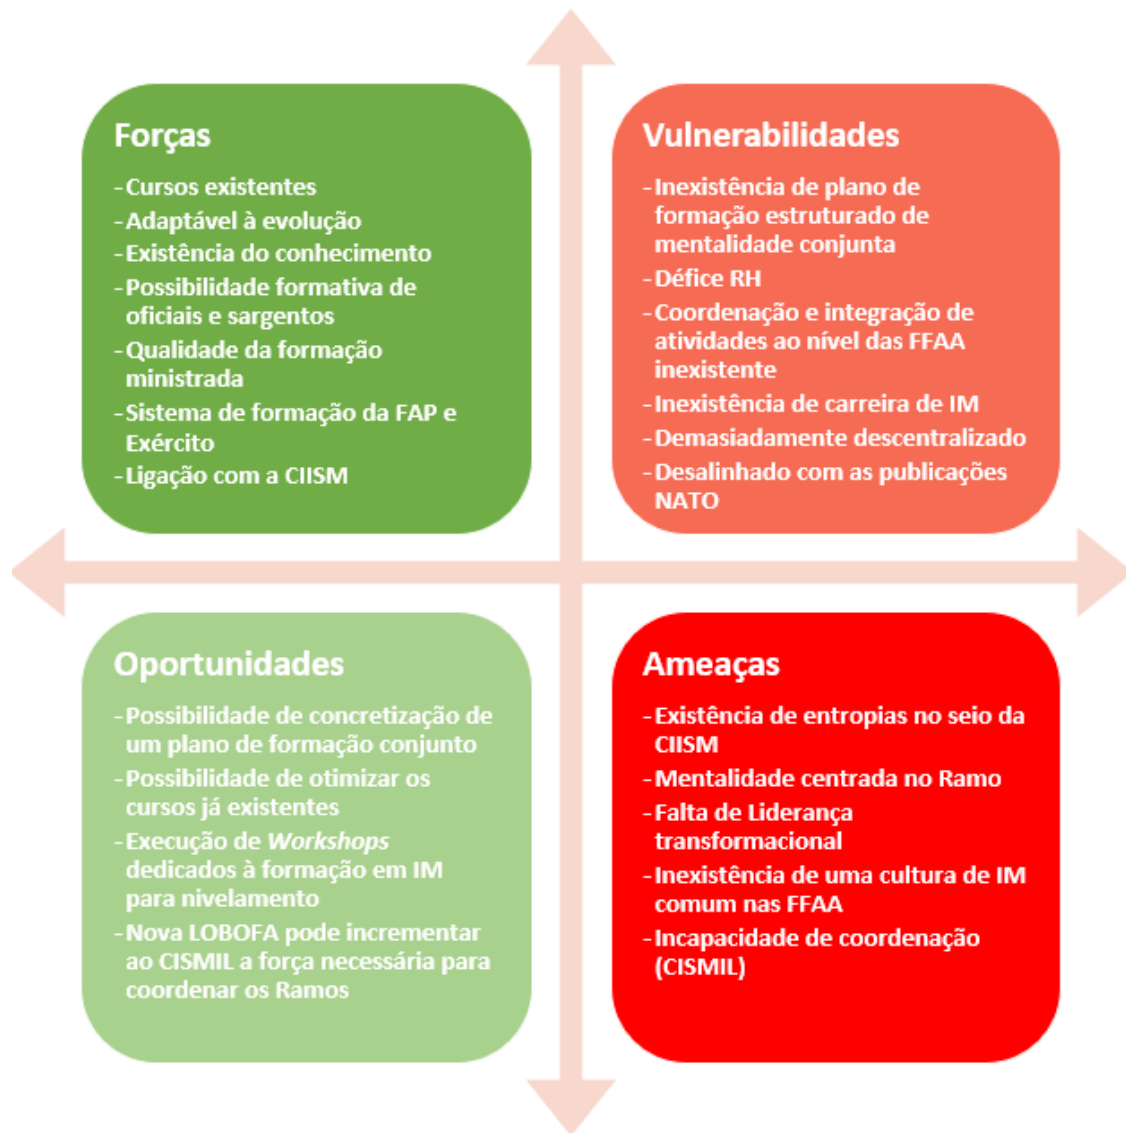 Forças
- Cursos existentes
- Adaptável à evolução
- Existência do conhecimento
- Possibilidade formativa de
oficiais e sargentos
- Qualidade da formação
ministrada
- Sistema de formação da FAP e
Exército
- Ligação com a CIISM
Vulnerabilidades
- Inexistência de plano de
formação estruturado de
mentalidade conjunta
- Défice RH
- Coordenação e integração de
atividades ao nível das FFAA
inexistente
- Inexistência de carreira de IM
- Demasiadamente descentralizado
- Desalinhado com as publicações
NATO
Oportunidades
- Possibilidade de concretização de
um plano de formação conjunto
- Possibilidade de otimizar os
cursos já existentes
- Execução de Workshops
dedicados à formação em IM
para nivelamento
- Nova LOBOFA pode incrementar
ao CISMIL a força necessária para
coordenar os Ramos
Ameaças
- Existência de entropias no seio da
CIISM
- Mentalidade centrada no Ramo
- Falta de Liderança
transformacional
- Inexistência de uma cultura de IM
comum nas FFAA
- Incapacidade de coordenação
(CISMIL)